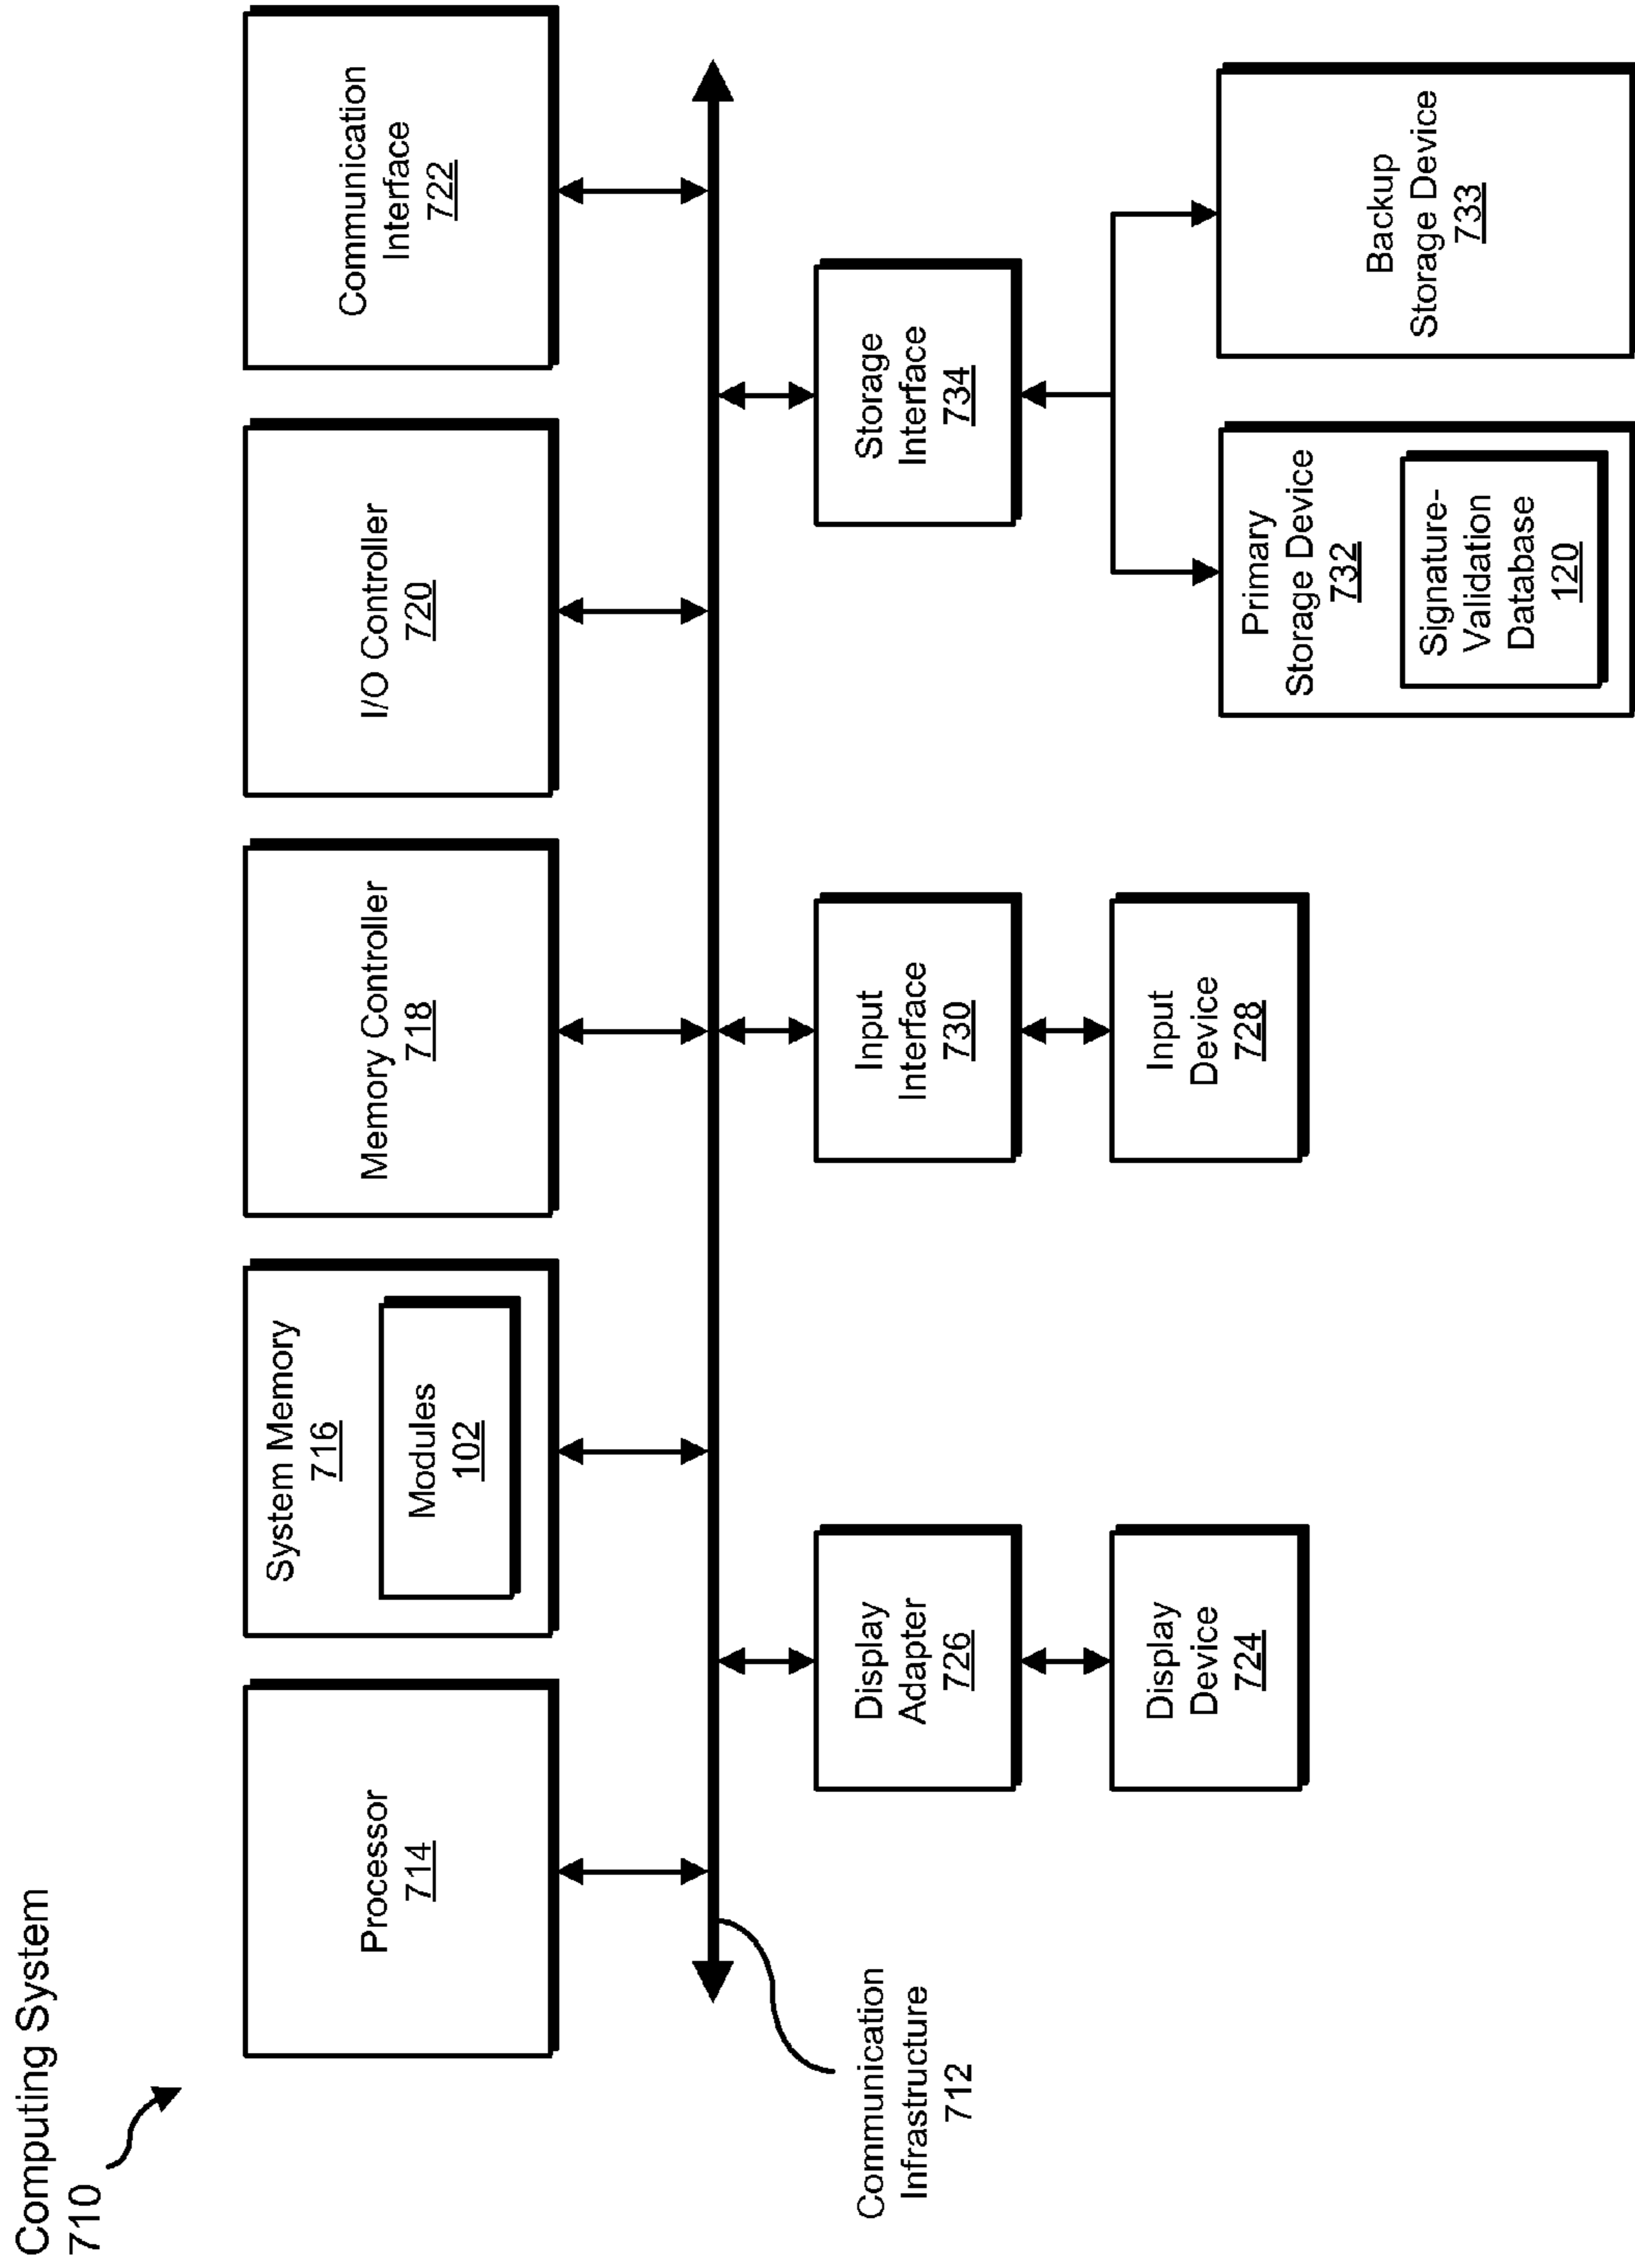 Computing System
710
Processor
714
System Memory
716
Modules
102
Memory Controller
718
I/O Controller
720
Communication
Interface
722
Communication
Infrastructure
712
Display
Adapter
726
Input
Interface
730
Storage
Interface
734
Display
Device
724
Input
Device
728
Primary
Storage Device
732
Signature-
Validation
Database
120
Backup
Storage Device
733